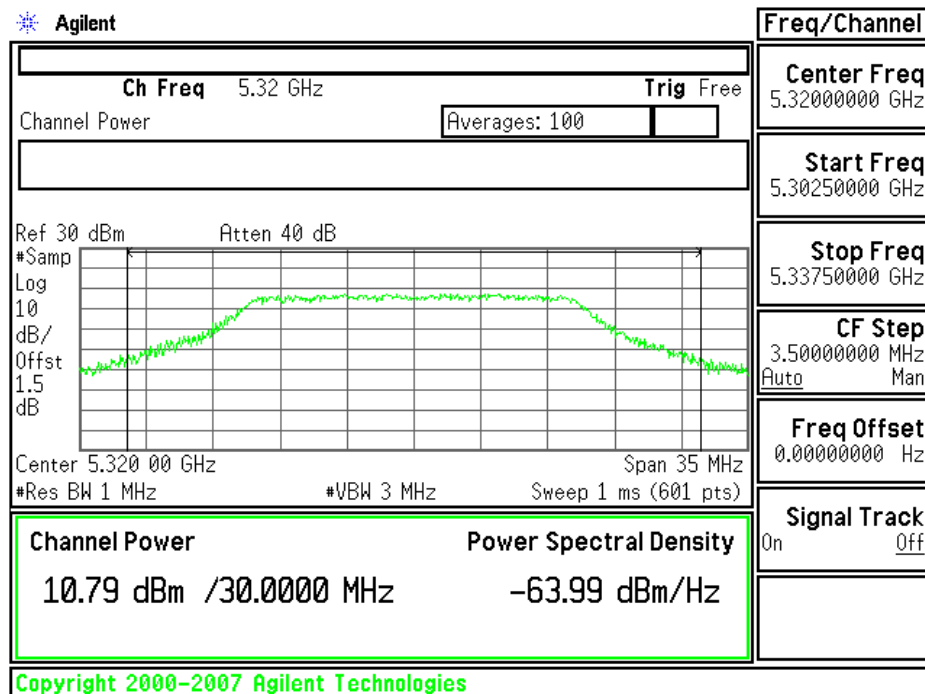 Agilent
Freq/Channel
Ch Freq 5.32 GHz Trig Free
Channel Power Averages: 100
Ref 30 dBm Atten 40 dB
#Samp
Log
10
dB/
Offst
1.5
dB
Center 5.320 00 GHz Span 35 MHz
#Res BW 1 MHz #VBW 3 MHz Sweep 1 ms (601 pts)
Channel Power Power Spectral Density
10.79 dBm /30.0000 MHz -63.99 dBm/Hz
Copyright 2000-2007 Agilent Technologies
Center Freq
5.32000000 GHz
Start Freq
5.30250000 GHz
Stop Freq
5.33750000 GHz
CF Step
3.50000000 MHz
Auto Man
Freq Offset
0.00000000 Hz
Signal Track
On Off